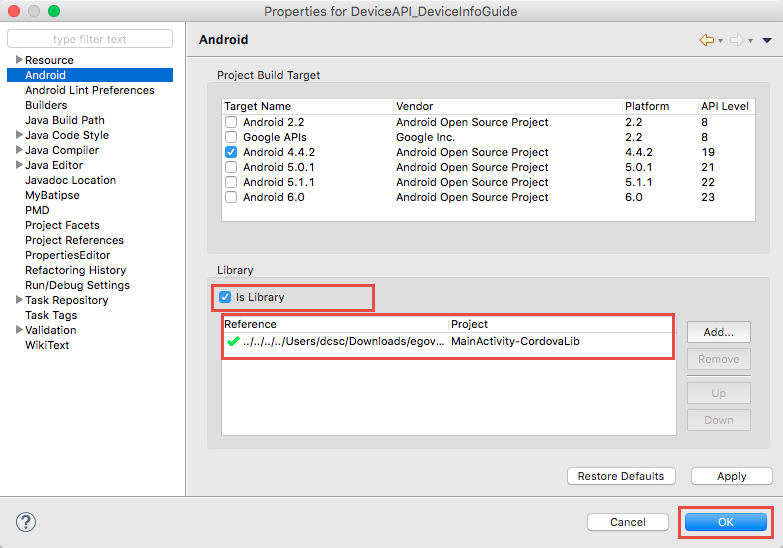 Properties for DeviceAPI_DeviceInfoGuide
type filter text
Resource
Android
Android Lint Preferences
Builders
Java Build Path
Java Code Style
Java Compiler
Java Editor
Javadoc Location
MyBatipse
PMD
Project Facets
Project References
PropertiesEditor
Refactoring History
Run/Debug Settings
Task Repository
Task Tags
Validation
WikiText
Android
Project Build Target
Target Name Vendor Platform API Level
Android 2.2 Android Open Source Project 2.2 8
Google APIs Google Inc. 2.2 8
Android 4.4.2 Android Open Source Project 4.4.2 19
Android 5.0.1 Android Open Source Project 5.0.1 21
Android 5.1.1 Android Open Source Project 5.1.1 22
Android 6.0 Android Open Source Project 6.0 23
Library
Is Library
Reference Project
../../../../Users/dcsc/Downloads/egov... MainActivity-CordovaLib
Add...
Remove
Up
Down
Restore Defaults Apply
? Cancel OK